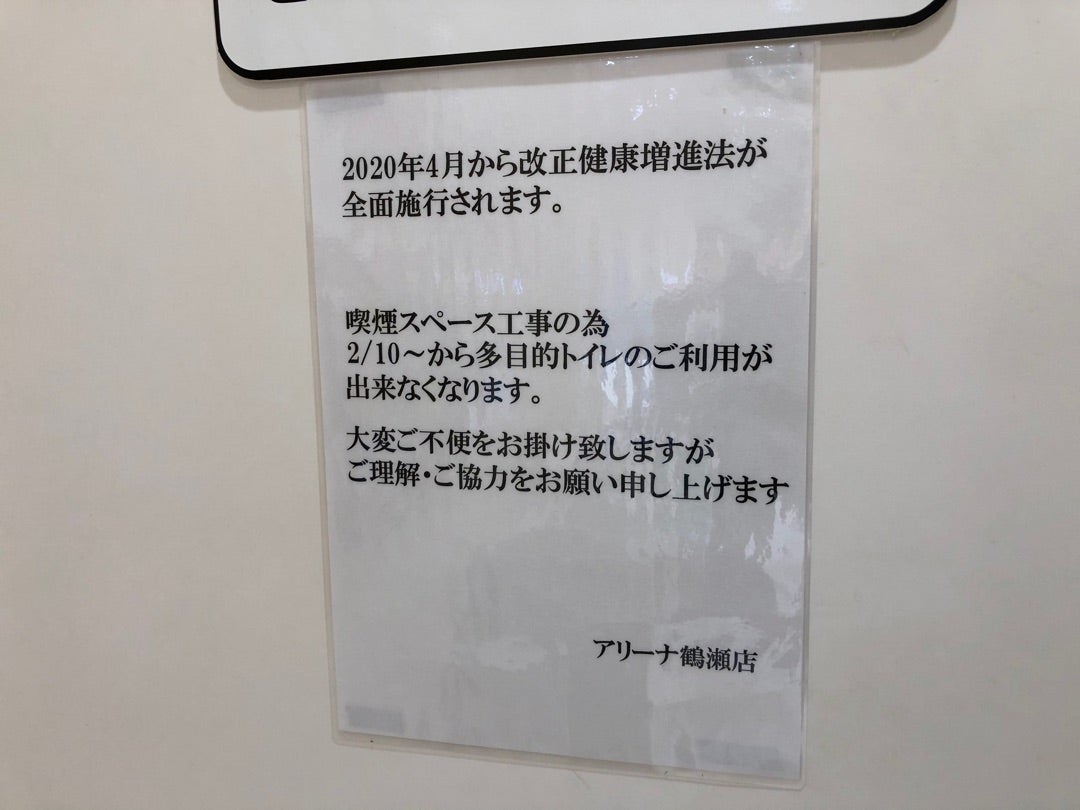 2020年4月から改正健康増進法が
全面施行されます。
喫煙スペース工事の為
2/10～から多目的トイレのご利用が
出来なくなります。
大変ご不便をお掛け致しますが
ご理解・ご協力をお願い申し上げます
アリーナ鶴瀬店